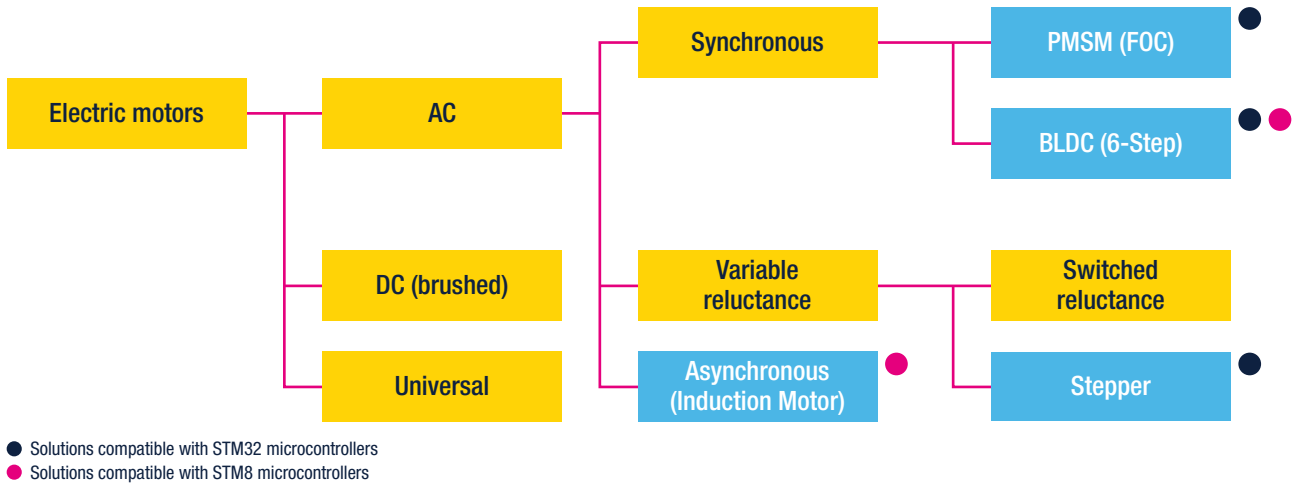 Electric motors
AC
Synchronous
PMSM (FOC)
BLDC (6-Step)
DC (brushed)
Variable
reluctance
Switched
reluctance
Universal
Asynchronous
(Induction Motor)
Stepper
Solutions compatible with STM32 microcontrollers
Solutions compatible with STM8 microcontrollers